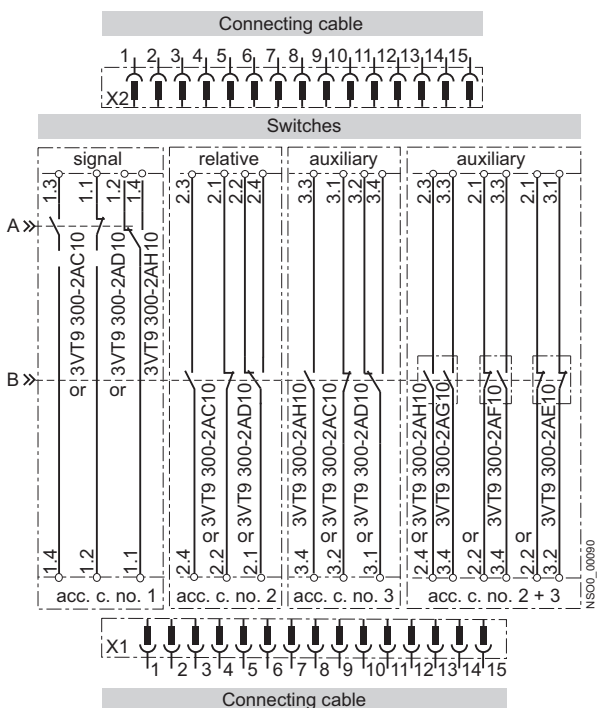 Connecting cable
1 2 3 4 5 6 7 8 9 10 11 12 13 14 15
X2
Switches
signal relative auxiliary auxiliary
1.3 1.1 1.2 1.4 2.3 2.1 2.2 2.4 3.3 3.1 3.2 3.4 2.3 3.3 2.1 3.1 2.1 3.1
A
3VT9 300-2AC10
or
3VT9 300-2AD10
or
3VT9 300-2AH10
B
3VT9 300-2AC10
or
3VT9 300-2AD10
3VT9 300-2AH10
or
3VT9 300-2AC10
or
3VT9 300-2AD10
3VT9 300-2AH10
or
3VT9 300-2AG10
or
3VT9 300-2AF10
or
3VT9 300-2AE10
1.4 1.2 1.1 2.4 2.2 2.1 3.4 3.2 3.1 2.4 3.4 2.2 3.4 2.2 3.2
acc. c. no. 1 acc. c. no. 2 acc. c. no. 3 acc. c. no. 2 + 3
NSO0_00090
X1
1 2 3 4 5 6 7 8 9 10 11 12 13 14 15
Connecting cable